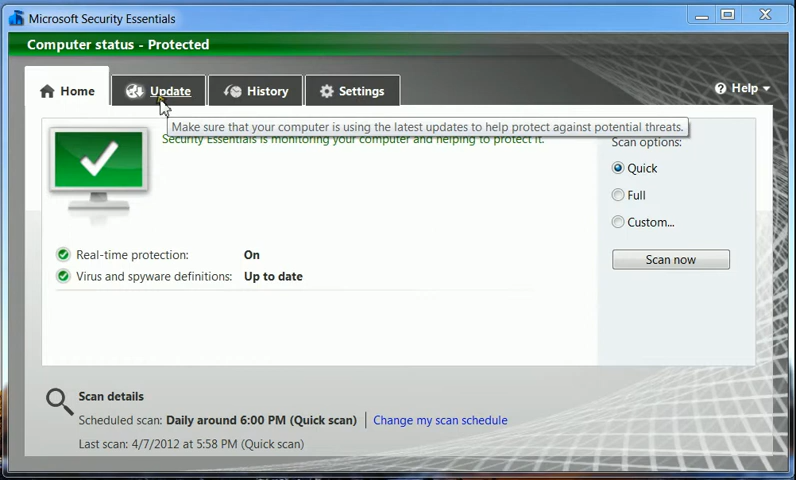 Microsoft Security Essentials
Computer status - Protected
Home Update History Settings Help
Make sure that your computer is using the latest updates to help protect against potential threats.
Security Essentials is monitoring your computer and helping to protect it.
Scan options:
Quick
Full
Custom...
Scan now
Real-time protection: On
Virus and spyware definitions: Up to date
Scan details
Scheduled scan: Daily around 6:00 PM (Quick scan) Change my scan schedule
Last scan: 4/7/2012 at 5:58 PM (Quick scan)